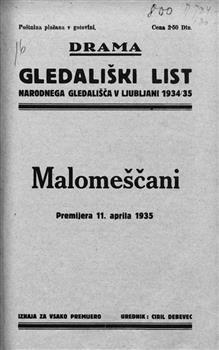 Poštnina plačana v gotovini. Cena 2·50 Din.
DRAMA
GLEDALIŠKI LIST
NARODNEGA GLEDALIŠČA V LJUBLJANI 1934/35
Malomeščani
Premijera 11. aprila 1935
IZHAJA ZA VSAKO PREMIJERO UREDNIK: CIRIL DEBEVEC